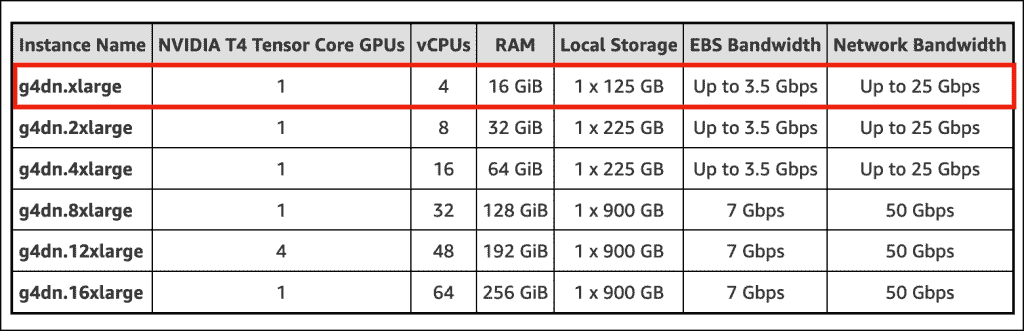 Instance Name NVIDIA T4 Tensor Core GPUs vCPUs RAM Local Storage EBS Bandwidth Network Bandwidth
g4dn.xlarge 1 4 16 GiB 1 x 125 GB Up to 3.5 Gbps Up to 25 Gbps
g4dn.2xlarge 1 8 32 GiB 1 x 225 GB Up to 3.5 Gbps Up to 25 Gbps
g4dn.4xlarge 1 16 64 GiB 1 x 225 GB Up to 3.5 Gbps Up to 25 Gbps
g4dn.8xlarge 1 32 128 GiB 1 x 900 GB 7 Gbps 50 Gbps
g4dn.12xlarge 4 48 192 GiB 1 x 900 GB 7 Gbps 50 Gbps
g4dn.16xlarge 1 64 256 GiB 1 x 900 GB 7 Gbps 50 Gbps